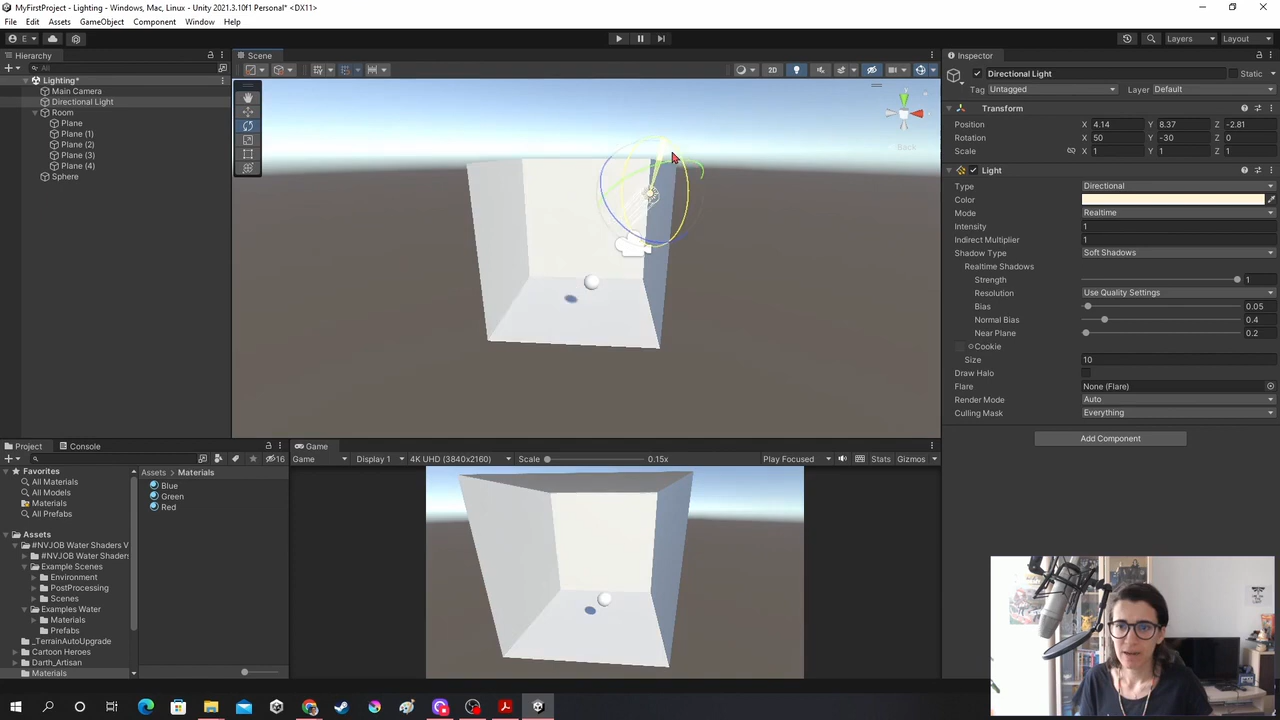 MyFirstProject - Lighting - Windows, Mac, Linux - Unity 2021.3.10f1 Personal* <DX11>
File Edit Assets GameObject Component Window Help
E
Layers Layout
Hierarchy
All
Lighting*
Main Camera
Directional Light
Room
Plane
Plane (1)
Plane (2)
Plane (3)
Plane (4)
Sphere
Scene
2D
Back
Inspector
Directional Light Static
Tag Untagged Layer Default
Transform
Position X 4.14 Y 8.37 Z -2.81
Rotation X 50 Y -30 Z 0
Scale X 1 Y 1 Z 1
Light
Type Directional
Color
Mode Realtime
Intensity 1
Indirect Multiplier 1
Shadow Type Soft Shadows
Realtime Shadows
Strength 1
Resolution Use Quality Settings
Bias 0.05
Normal Bias 0.4
Near Plane 0.2
Cookie
Size 10
Draw Halo
Flare None (Flare)
Render Mode Auto
Culling Mask Everything
Add Component
Project Console
16
Favorites
All Materials
All Models
Materials
All Prefabs
Assets
#NVJOB Water Shaders V
#NVJOB Water Shaders
Example Scenes
Environment
PostProcessing
Scenes
Examples Water
Materials
Prefabs
_TerrainAutoUpgrade
Cartoon Heroes
Darth_Artisan
Materials
Assets Materials
Blue
Green
Red
Game
Game Display 1 4K UHD (3840x2160) Scale 0.15x Play Focused Stats Gizmos